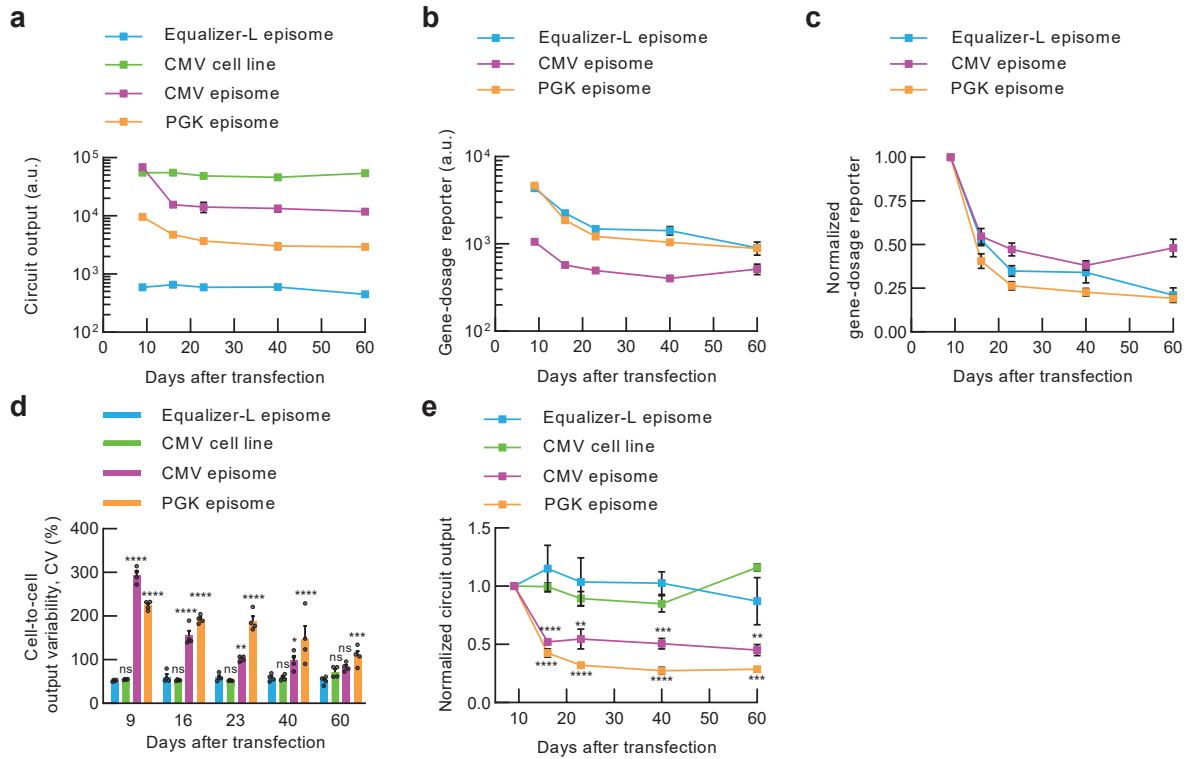 a
Equalizer-L episome
CMV cell line
CMV episome
PGK episome
Circuit output (a.u.)
10^5
10^4
10^3
10^2
0 10 20 30 40 50 60
Days after transfection
b
Equalizer-L episome
CMV episome
PGK episome
Gene-dosage reporter (a.u.)
10^4
10^3
10^2
0 10 20 30 40 50 60
Days after transfection
c
Equalizer-L episome
CMV episome
PGK episome
Normalized
gene-dosage reporter
1.00
0.75
0.50
0.25
0.00
0 10 20 30 40 50 60
Days after transfection
d
Equalizer-L episome
CMV cell line
CMV episome
PGK episome
Cell-to-cell
output variability, CV (%)
400
300
200
100
0
ns **** ****
ns **** ****
ns ** ****
ns * ****
ns ns ***
9 16 23 40 60
Days after transfection
e
Equalizer-L episome
CMV cell line
CMV episome
PGK episome
Normalized circuit output
1.5
1.0
0.5
0.0
**** ** *** **
**** **** **** ***
10 20 30 40 50 60
Days after transfection